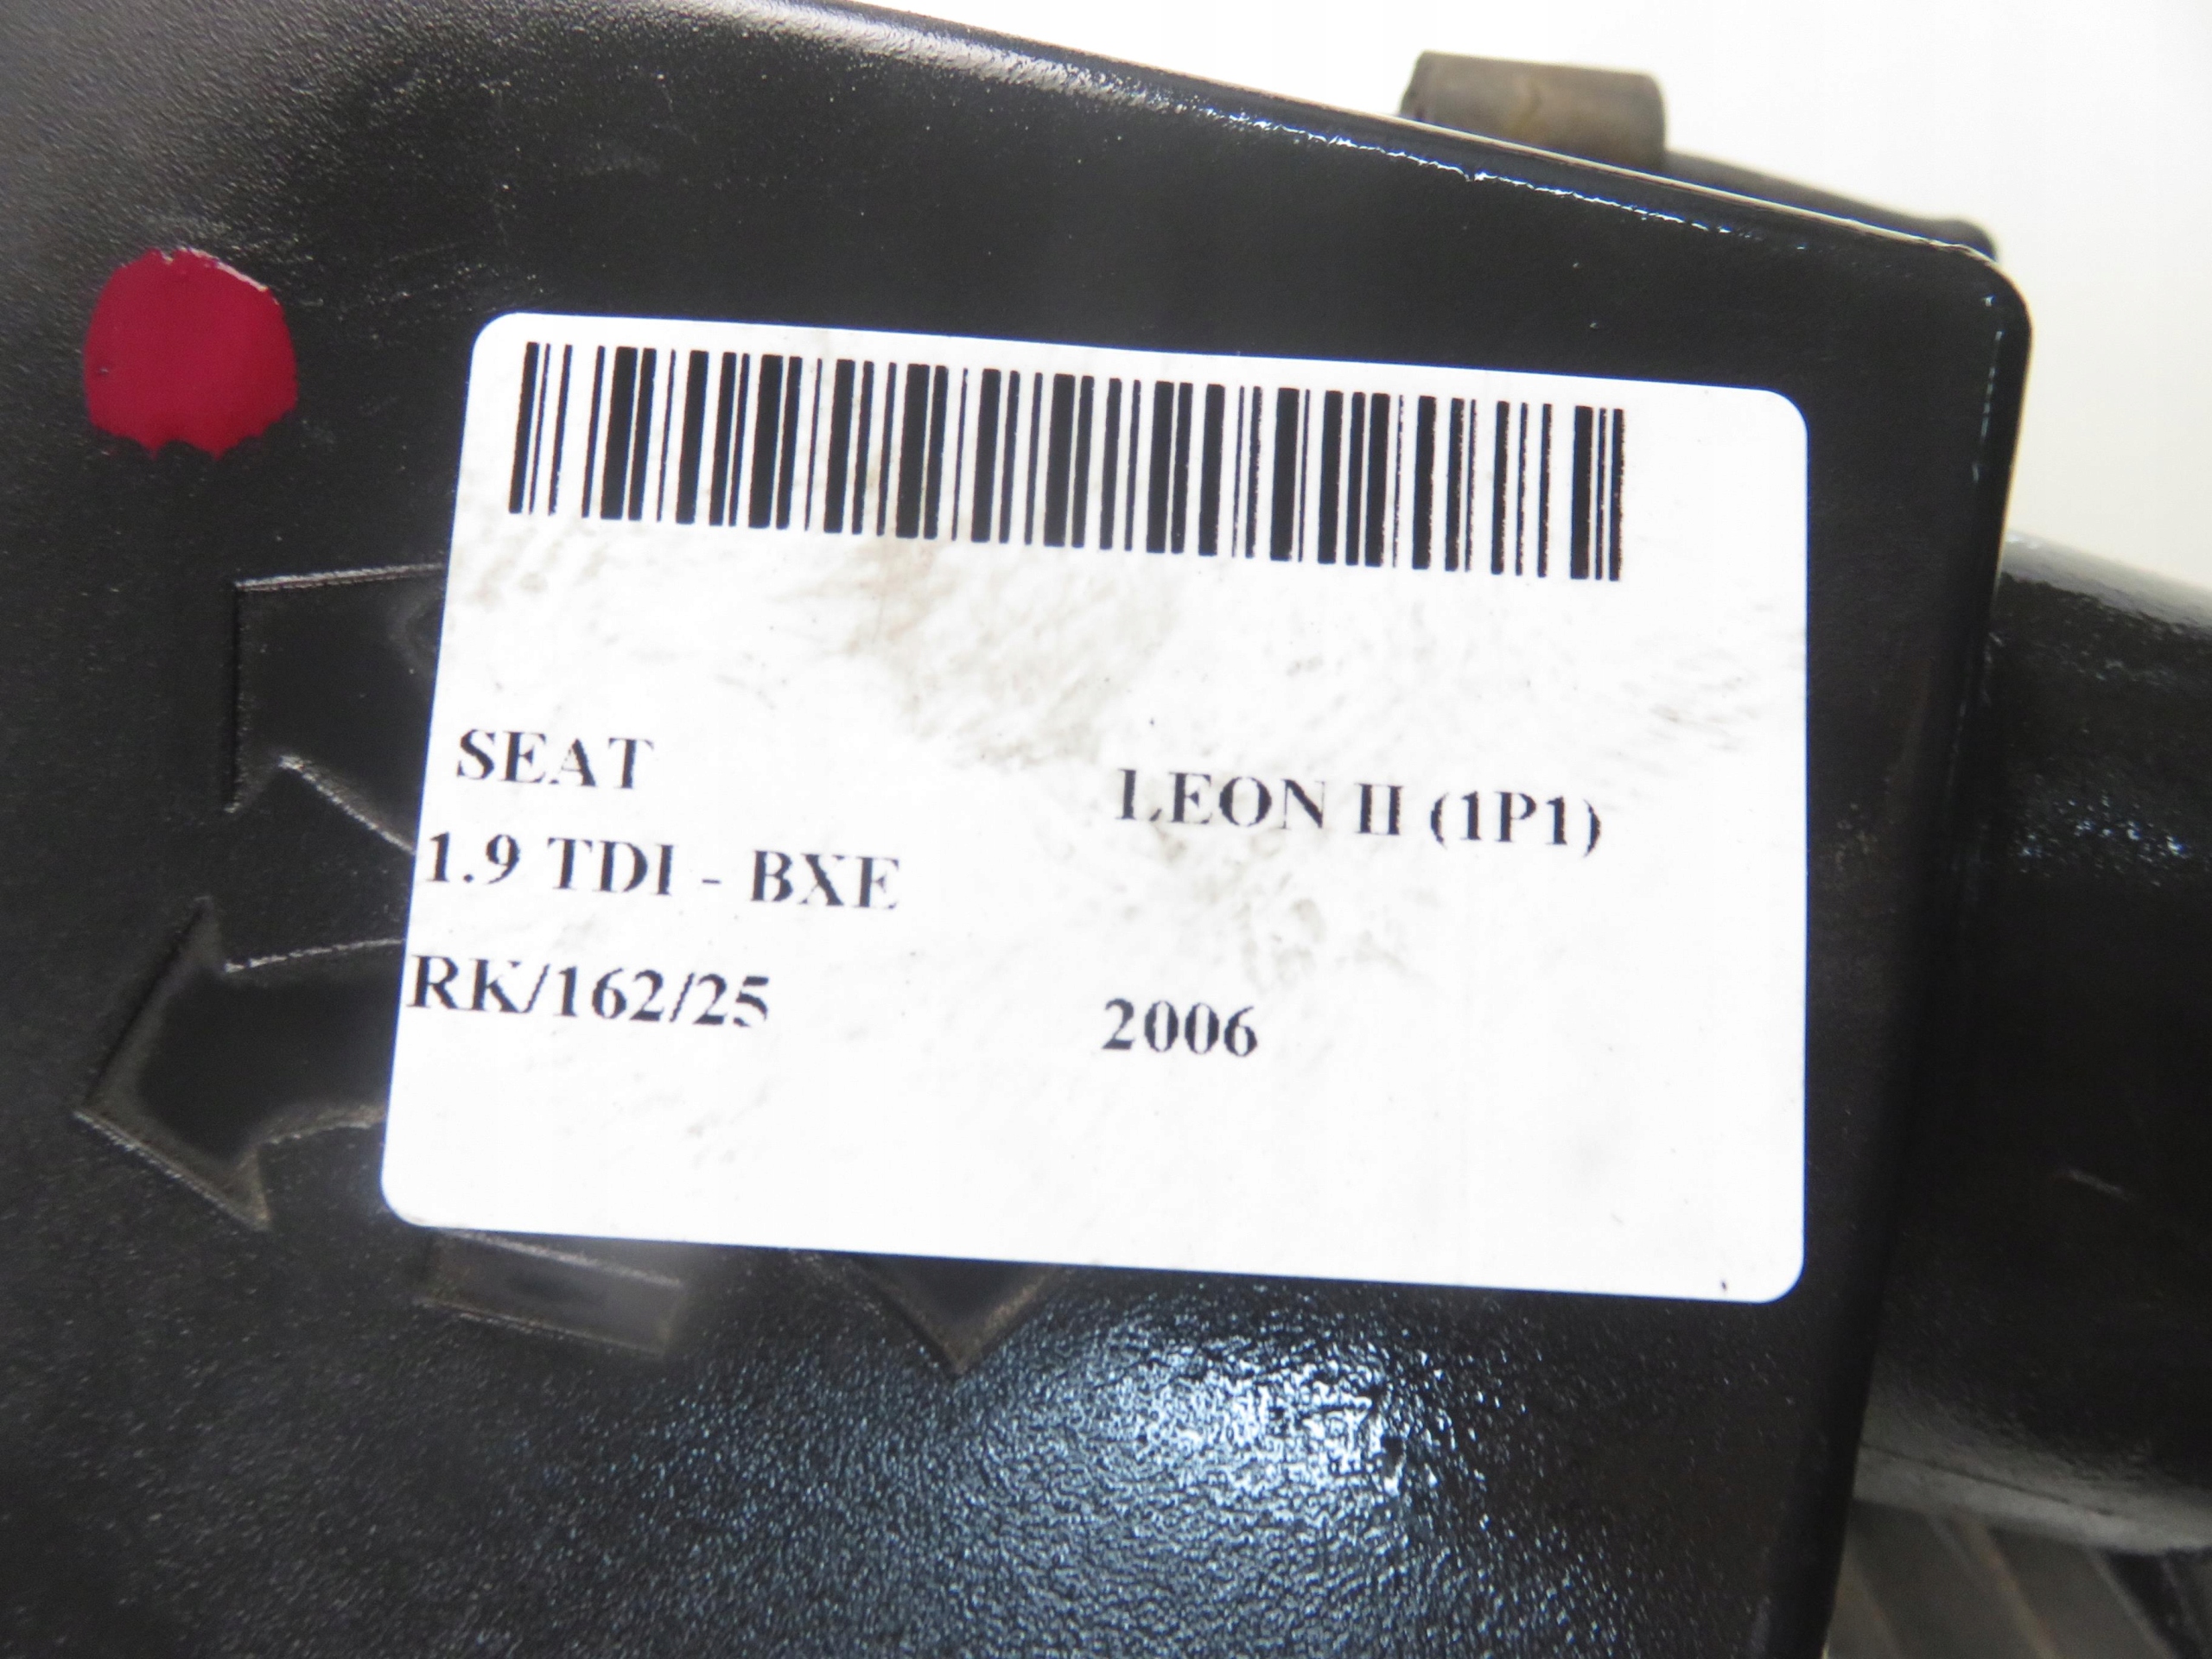 SEAT LEON II (1P1)
1.9 TDI - BXE
RK/162/25 2006